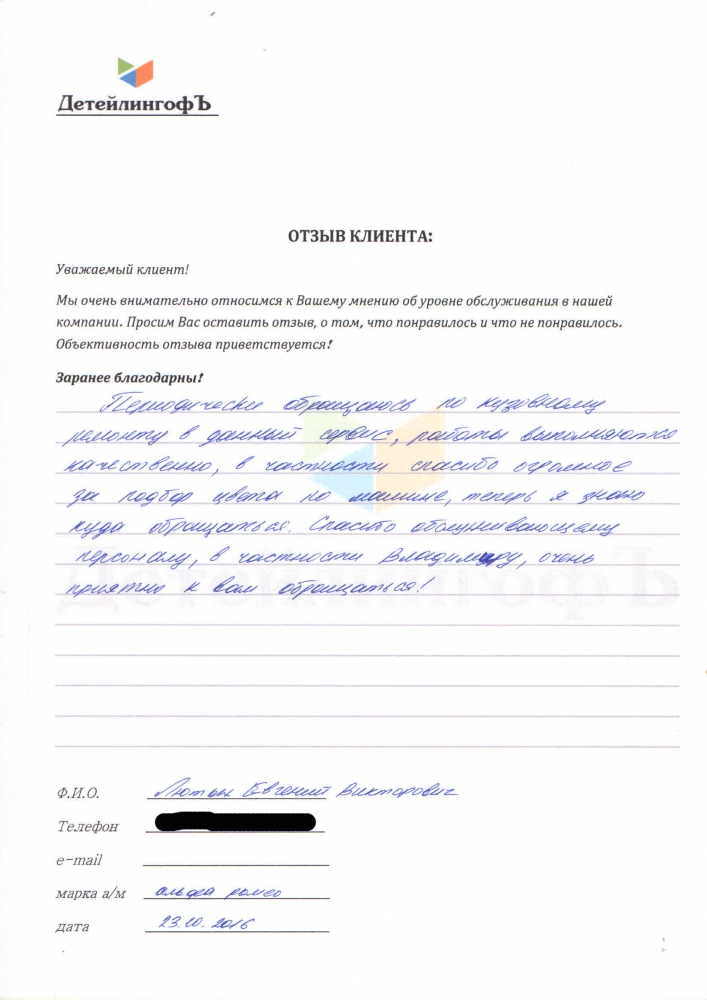 ДетейлингофЪ
ОТЗЫВ КЛИЕНТА:
Уважаемый клиент!
Мы очень внимательно относимся к Вашему мнению об уровне обслуживания в нашей
компании. Просим Вас оставить отзыв, о том, что понравилось и что не понравилось.
Объективность отзыва приветствуется!
Заранее благодарны!
Периодически обращаюсь по кузовному
ремонту в данный сервис, работы выполняются
качественно, в частности спасибо огромное
за подбор цвета по машине, теперь я знаю
куда обращаться. Спасибо обслуживающему
персоналу, в частности Владимиру, очень
приятно к вам обращаться!
Ф.И.О. Евгений Викторович
Телефон
e-mail
марка а/м альфа ромео
дата 23.10.2016